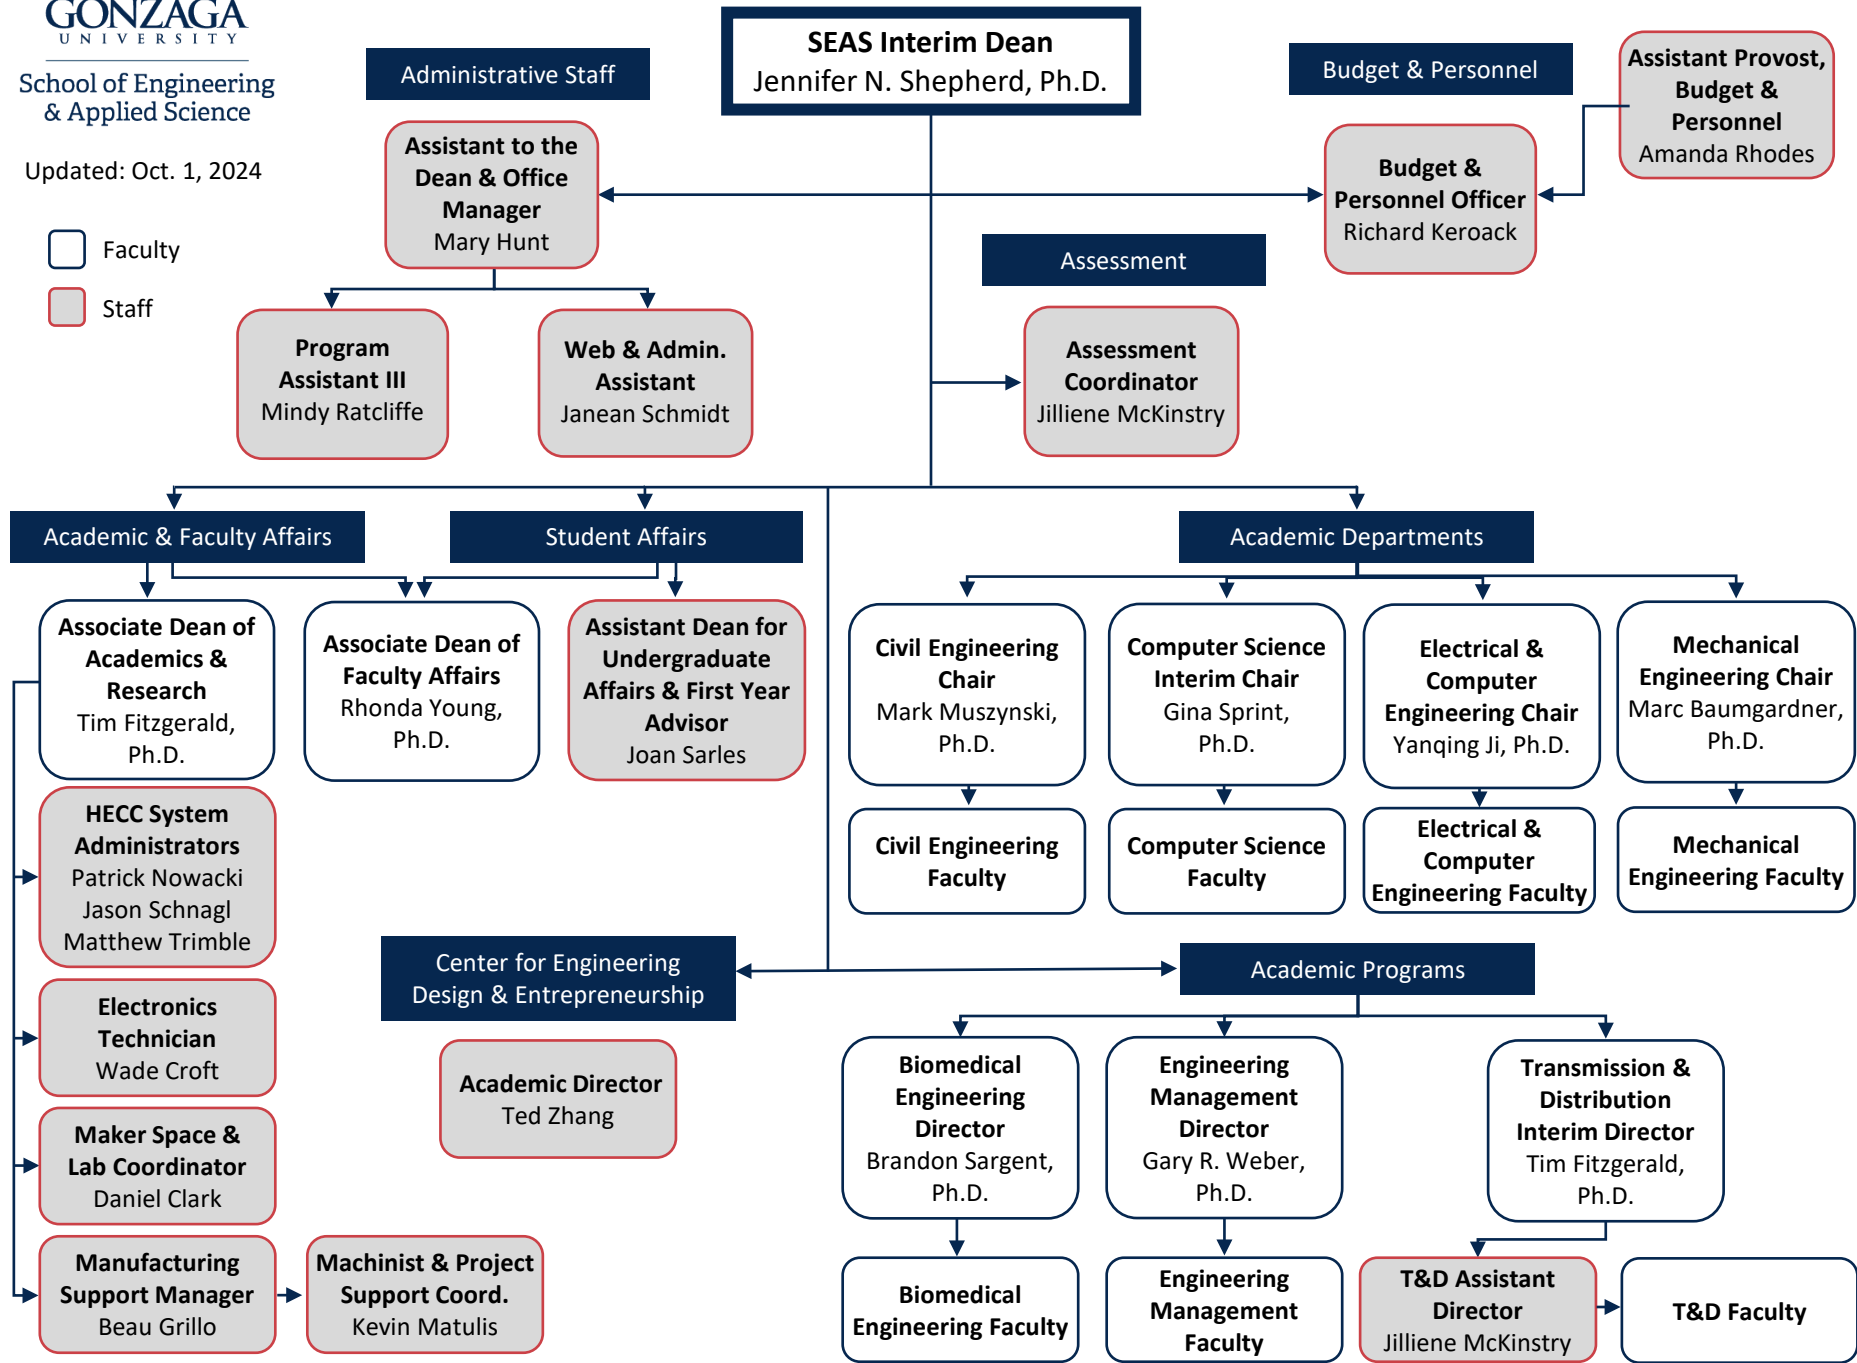 GONZAGA
UNIVERSITY
School of Engineering
& Applied Science
Updated: Oct. 1, 2024
Faculty
Staff
SEAS Interim Dean
Jennifer N. Shepherd, Ph.D.
Administrative Staff
Assistant to the
Dean & Office
Manager
Mary Hunt
Program
Assistant III
Mindy Ratcliffe
Web & Admin.
Assistant
Janean Schmidt
Budget & Personnel
Assistant Provost,
Budget &
Personnel
Amanda Rhodes
Budget &
Personnel Officer
Richard Keroack
Assessment
Assessment
Coordinator
Jilliene McKinstry
Academic & Faculty Affairs
Student Affairs
Academic Departments
Associate Dean of
Academics &
Research
Tim Fitzgerald,
Ph.D.
Associate Dean of
Faculty Affairs
Rhonda Young,
Ph.D.
Assistant Dean for
Undergraduate
Affairs & First Year
Advisor
Joan Sarles
Civil Engineering
Chair
Mark Muszynski,
Ph.D.
Computer Science
Interim Chair
Gina Sprint,
Ph.D.
Electrical &
Computer
Engineering Chair
Yanqing Ji, Ph.D.
Mechanical
Engineering Chair
Marc Baumgardner,
Ph.D.
Civil Engineering
Faculty
Computer Science
Faculty
Electrical &
Computer
Engineering Faculty
Mechanical
Engineering Faculty
HECC System
Administrators
Patrick Nowacki
Jason Schnagl
Matthew Trimble
Electronics
Technician
Wade Croft
Maker Space &
Lab Coordinator
Daniel Clark
Manufacturing
Support Manager
Beau Grillo
Machinist & Project
Support Coord.
Kevin Matulis
Center for Engineering
Design & Entrepreneurship
Academic Director
Ted Zhang
Academic Programs
Biomedical
Engineering
Director
Brandon Sargent,
Ph.D.
Engineering
Management
Director
Gary R. Weber,
Ph.D.
Transmission &
Distribution
Interim Director
Tim Fitzgerald,
Ph.D.
Biomedical
Engineering Faculty
Engineering
Management
Faculty
T&D Assistant
Director
Jilliene McKinstry
T&D Faculty